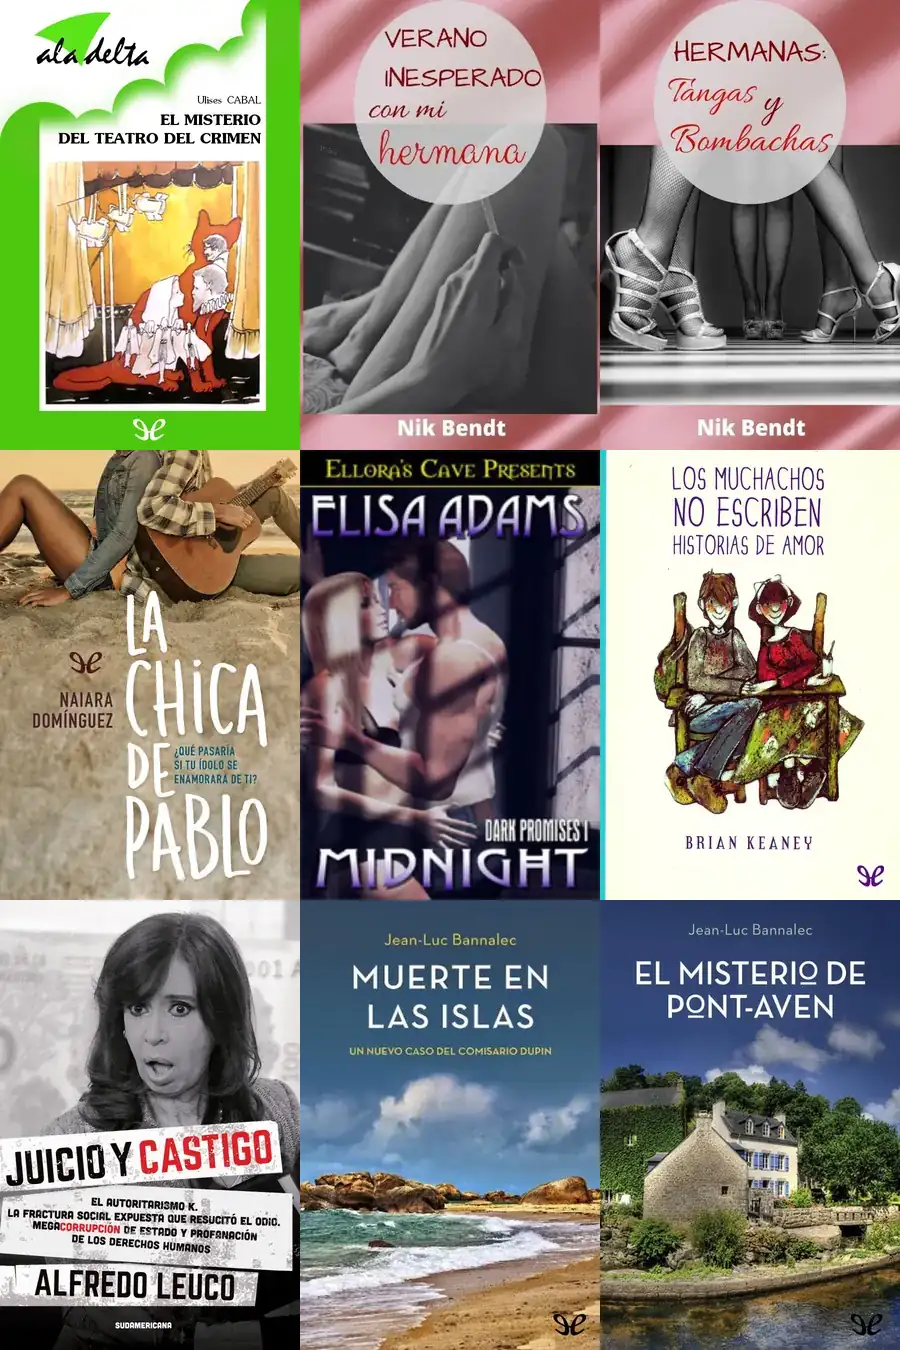 ala delta
Ulises CABAL
EL MISTERIO
DEL TEATRO DEL CRIMEN
VERANO
INESPERADO
con mi
hermana
Nik Bendt
HERMANAS:
Tangas y
Bombachas
Nik Bendt
LA
CHICA
DE
PABLO
NAIARA
DOMÍNGUEZ
¿QUÉ PASARÍA
SI TU ÍDOLO SE
ENAMORARA DE TI?
ELLORA'S CAVE PRESENTS
ELISA ADAMS
DARK PROMISES I
MIDNIGHT
LOS MUCHACHOS
NO ESCRIBEN
HISTORIAS DE AMOR
BRIAN KEANEY
JUICIO Y CASTIGO
EL AUTORITARISMO K.
LA FRACTURA SOCIAL EXPUESTA QUE RESUCITÓ EL ODIO.
MEGACORRUPCIÓN DE ESTADO Y PROFANACIÓN
DE LOS DERECHOS HUMANOS
ALFREDO LEUCO
SUDAMERICANA
Jean-Luc Bannalec
MUERTE EN
LAS ISLAS
UN NUEVO CASO DEL COMISARIO DUPIN
Jean-Luc Bannalec
EL MISTERIO DE
PONT-AVEN